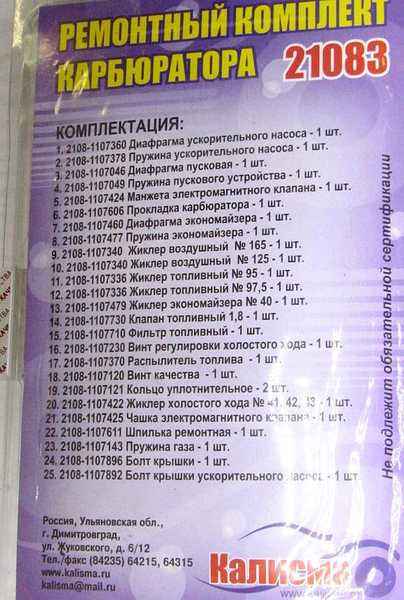 РЕМОНТНЫЙ КОМПЛЕКТ
КАРБЮРАТОРА 21083
КОМПЛЕКТАЦИЯ:
1. 2108-1107360 Диафрагма ускорительного насоса - 1 шт.
2. 2108-1107378 Пружина ускорительного насоса - 1 шт.
3. 2108-1107046 Диафрагма пусковая - 1 шт.
4. 2108-1107049 Пружина пускового устройства - 1 шт.
5. 2108-1107424 Манжета электромагнитного клапана - 1 шт.
6. 2108-1107606 Прокладка карбюратора - 1 шт.
7. 2108-1107460 Диафрагма экономайзера - 1 шт.
8. 2108-1107477 Пружина экономайзера - 1 шт.
9. 2107-1107340 Жиклер воздушный № 165 - 1 шт.
10. 2108-1107340 Жиклер воздушный № 125 - 1 шт.
11. 2108-1107336 Жиклер топливный № 95 - 1 шт.
12. 2108-1107336 Жиклер топливный № 97,5 - 1 шт.
13. 2108-1107479 Жиклер экономайзера № 40 - 1 шт.
14. 2108-1107730 Клапан топливный 1,8 - 1 шт.
15. 2108-1107710 Фильтр топливный - 1 шт.
16. 2108-1107230 Винт регулировки холостого хода - 1 шт.
17. 2108-1107370 Распылитель топлива - 1 шт.
18. 2108-1107120 Винт качества - 1 шт.
19. 2108-1107121 Кольцо уплотнительное - 2 шт.
20. 2108-1107422 Жиклер холостого хода № 41, 42, 43 - 1 шт.
21. 2108-1107425 Чашка электромагнитного клапана - 1 шт.
22. 2108-1107611 Шпилька ремонтная - 1 шт.
23. 2108-1107143 Пружина газа - 1 шт.
24. 2108-1107896 Болт крышки - 1 шт.
25. 2108-1107892 Болт крышки ускорительного насоса - 1 шт.
Не подлежит обязательной сертификации
Россия, Ульяновская обл.,
г. Димитровград,
ул. Жуковского, д. 6/12
Тел./факс (84235) 64215, 64315
www.kalisma.ru
kalisma@mail.ru
Калисма